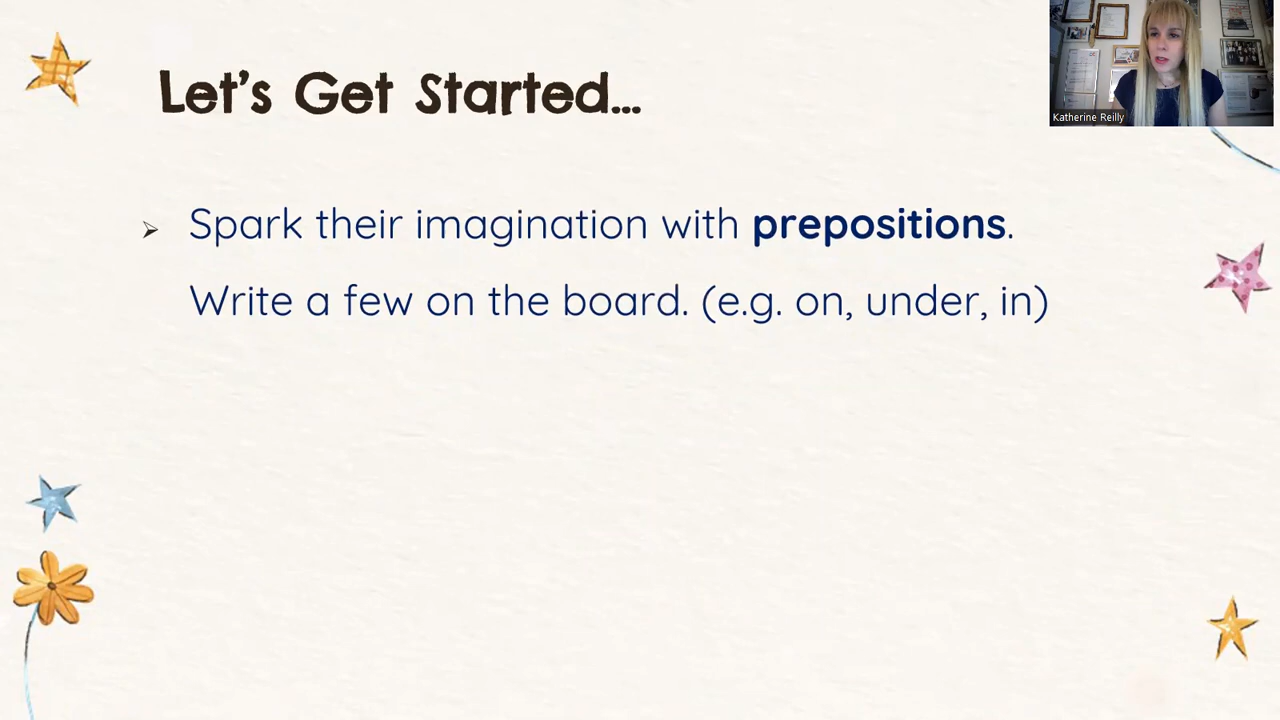 Let's Get Started...
Spark their imagination with prepositions.
Write a few on the board. (e.g. on, under, in)
Katherine Reilly